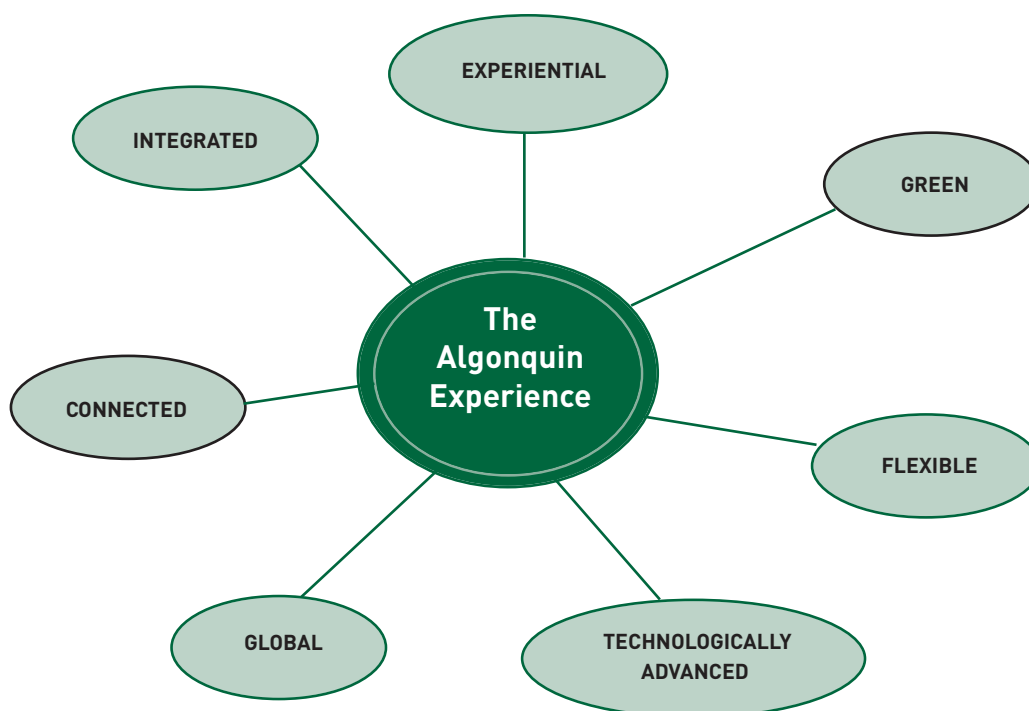 EXPERIENTIAL
INTEGRATED
GREEN
The
Algonquin
Experience
CONNECTED
FLEXIBLE
GLOBAL
TECHNOLOGICALLY
ADVANCED